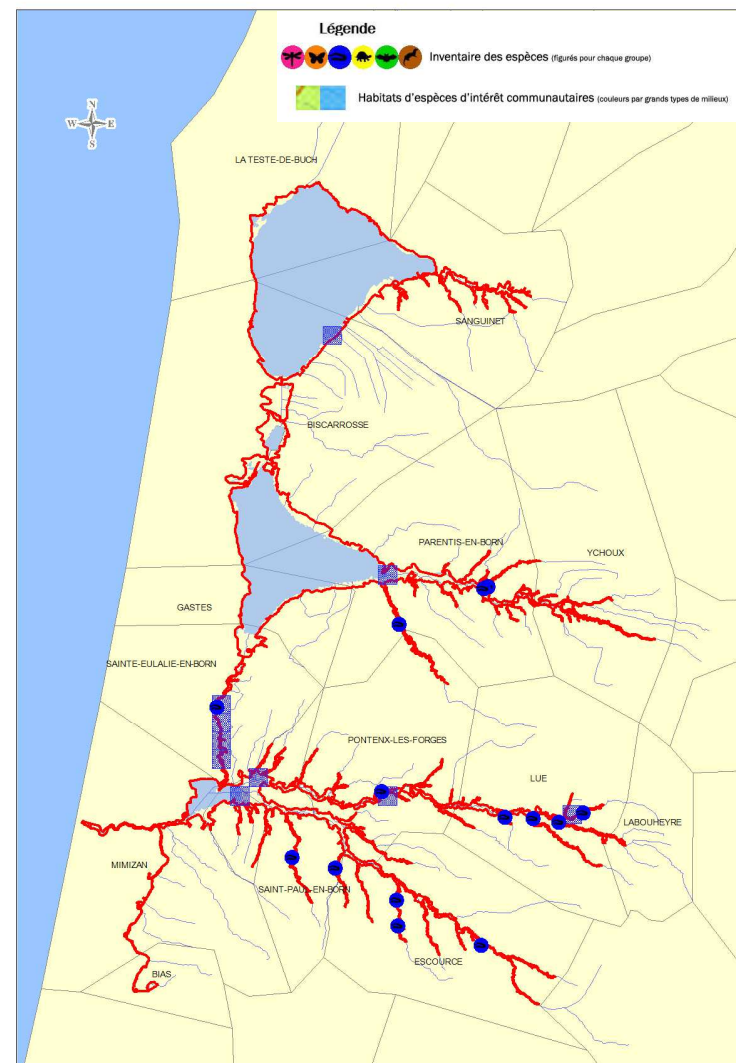 Légende
Inventaire des espèces (figurés pour chaque groupe)
Habitats d'espèces d'intérêt communautaires (couleurs par grands types de milieux)
N
W E
S
LA TESTE-DE-BUCH
SANGUINET
BISCARROSSE
PARENTIS-EN-BORN
YCHOUX
GASTES
SAINTE-EULALIE-EN-BORN
PONTENX-LES-FORGES
LUE
LABOUHEYRE
MIMIZAN
SAINT-PAUL-EN-BORN
ESCOURCE
BIAS